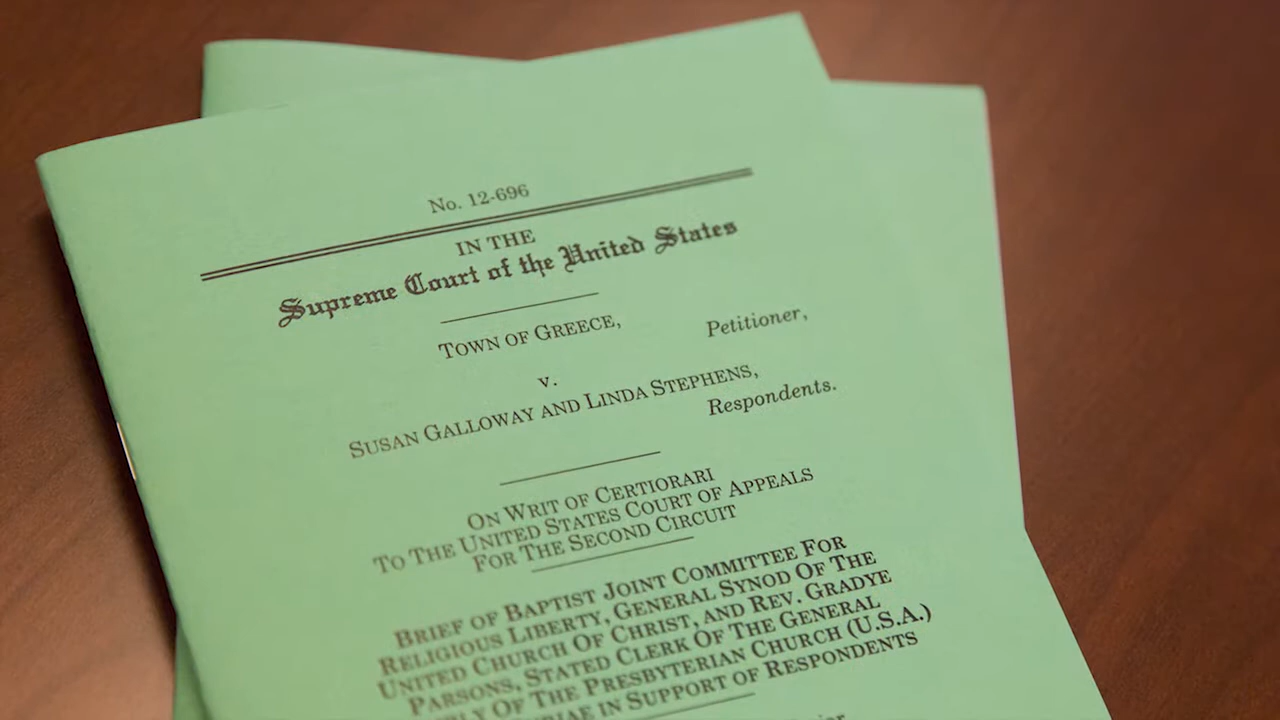 No. 12-696
IN THE
Supreme Court of the United States
TOWN OF GREECE,
Petitioner,
v.
SUSAN GALLOWAY AND LINDA STEPHENS,
Respondents.
ON WRIT OF CERTIORARI
TO THE UNITED STATES COURT OF APPEALS
FOR THE SECOND CIRCUIT
BRIEF OF BAPTIST JOINT COMMITTEE FOR
RELIGIOUS LIBERTY, GENERAL SYNOD OF THE
UNITED CHURCH OF CHRIST, AND REV. GRADYE
PARSONS, STATED CLERK OF THE GENERAL
OF THE PRESBYTERIAN CHURCH (U.S.A.)
IN SUPPORT OF RESPONDENTS